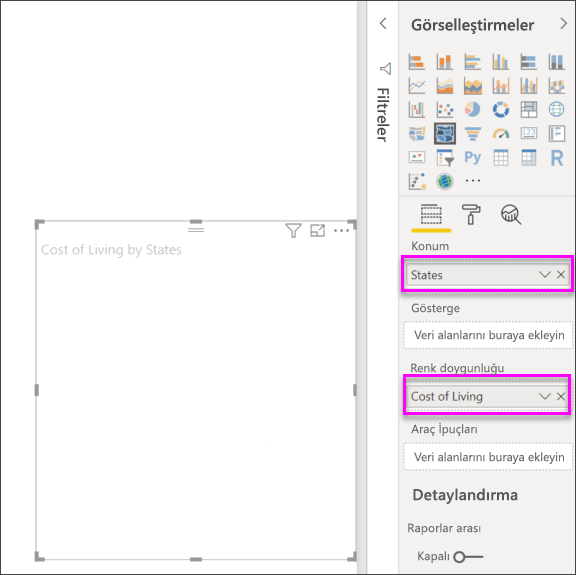 Görselleştirmeler
Filtreler
123
Py
R
Cost of Living by States
Konum
States
Gösterge
Veri alanlarını buraya ekleyin
Renk doygunluğu
Cost of Living
Araç İpuçları
Veri alanlarını buraya ekleyin
Detaylandırma
Raporlar arası
Kapalı